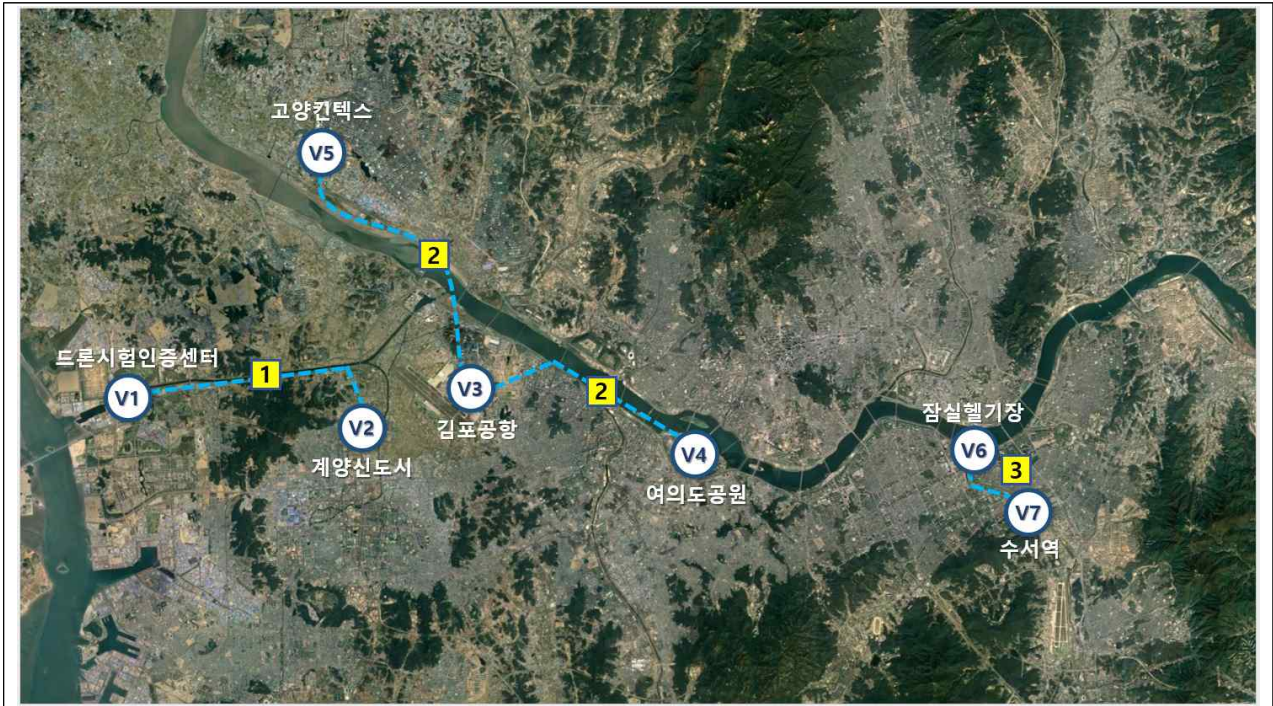 고양킨텍스
V5
2
드론시험인증센터
1
V1
V2
계양신도서
V3
김포공항
2
V4
여의도공원
잠실헬기장
V6
3
V7
수서역